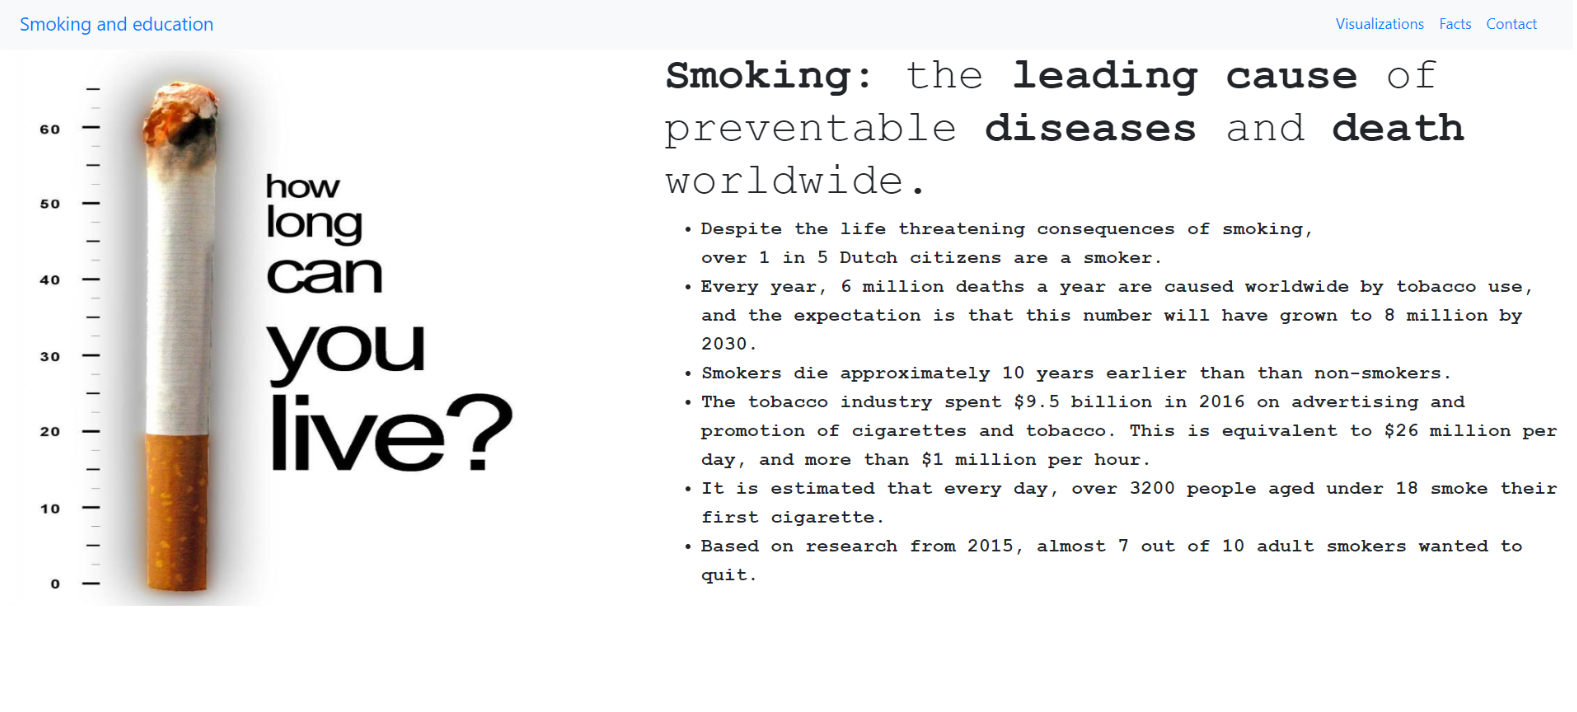 Smoking and education
Visualizations Facts Contact
60
50
40
30
20
10
0
how
long
can
you
live?
Smoking: the leading cause of
preventable diseases and death
worldwide.
• Despite the life threatening consequences of smoking,
over 1 in 5 Dutch citizens are a smoker.
• Every year, 6 million deaths a year are caused worldwide by tobacco use,
and the expectation is that this number will have grown to 8 million by
2030.
• Smokers die approximately 10 years earlier than than non-smokers.
• The tobacco industry spent $9.5 billion in 2016 on advertising and
promotion of cigarettes and tobacco. This is equivalent to $26 million per
day, and more than $1 million per hour.
• It is estimated that every day, over 3200 people aged under 18 smoke their
first cigarette.
• Based on research from 2015, almost 7 out of 10 adult smokers wanted to
quit.